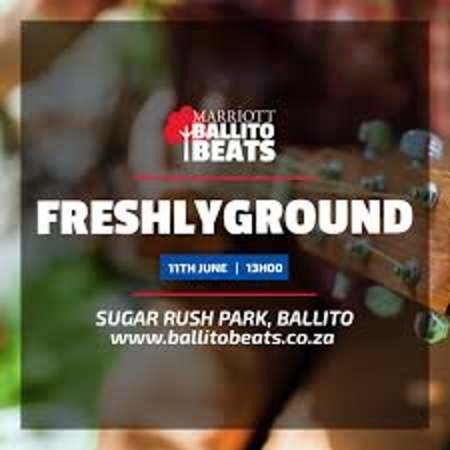 MARRIOTT
BALLITO
BEATS
FRESHLYGROUND
11TH JUNE | 13H00
SUGAR RUSH PARK, BALLITO
www.ballitobeats.co.za